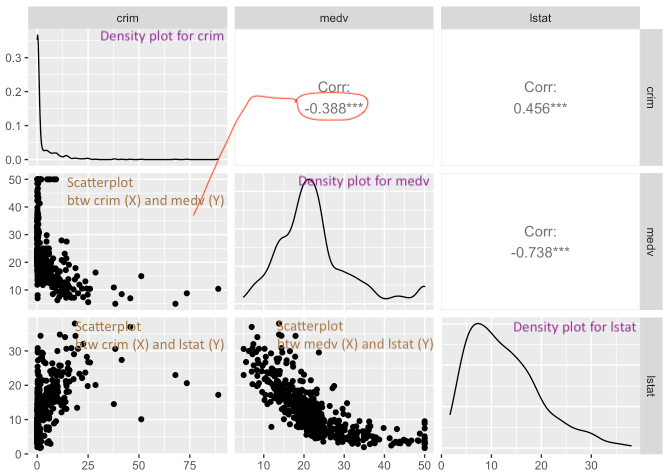 crim
medv
lstat
Density plot for crim
0.3
0.2
0.1
0.0
Corr:
-0.388***
Corr:
0.456***
crim
50
40
30
20
10
Scatterplot
btw crim (X) and medv (Y)
Density plot for medv
Corr:
-0.738***
medv
30
20
10
0
Scatterplot
btw crim (X) and lstat (Y)
Scatterplot
btw medv (X) and lstat (Y)
Density plot for lstat
lstat
0 25 50 75
10 20 30 40 50
0 10 20 30